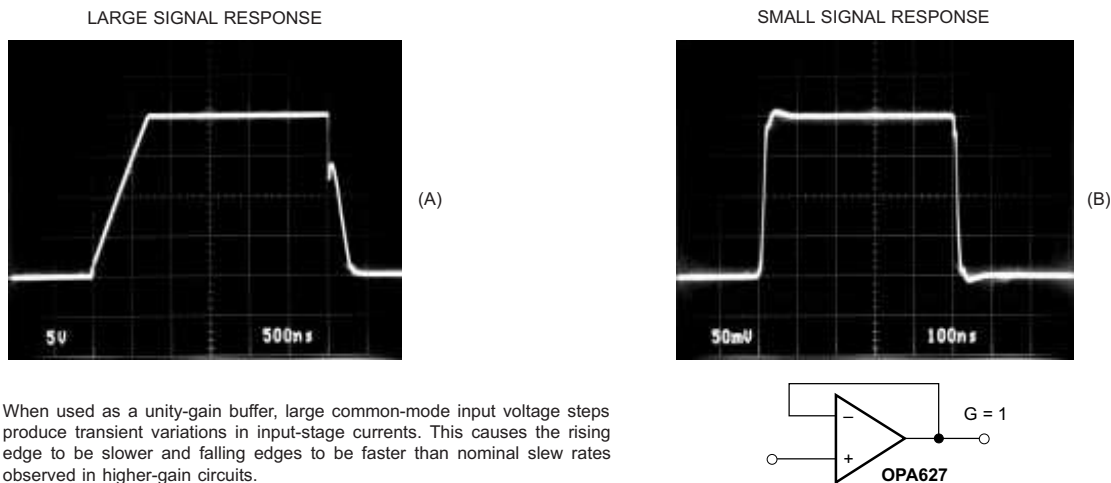 LARGE SIGNAL RESPONSE
5V
500ns
(A)
SMALL SIGNAL RESPONSE
50mV
100ns
(B)
When used as a unity-gain buffer, large common-mode input voltage steps
produce transient variations in input-stage currents. This causes the rising
edge to be slower and falling edges to be faster than nominal slew rates
observed in higher-gain circuits.
–
+
G = 1
OPA627